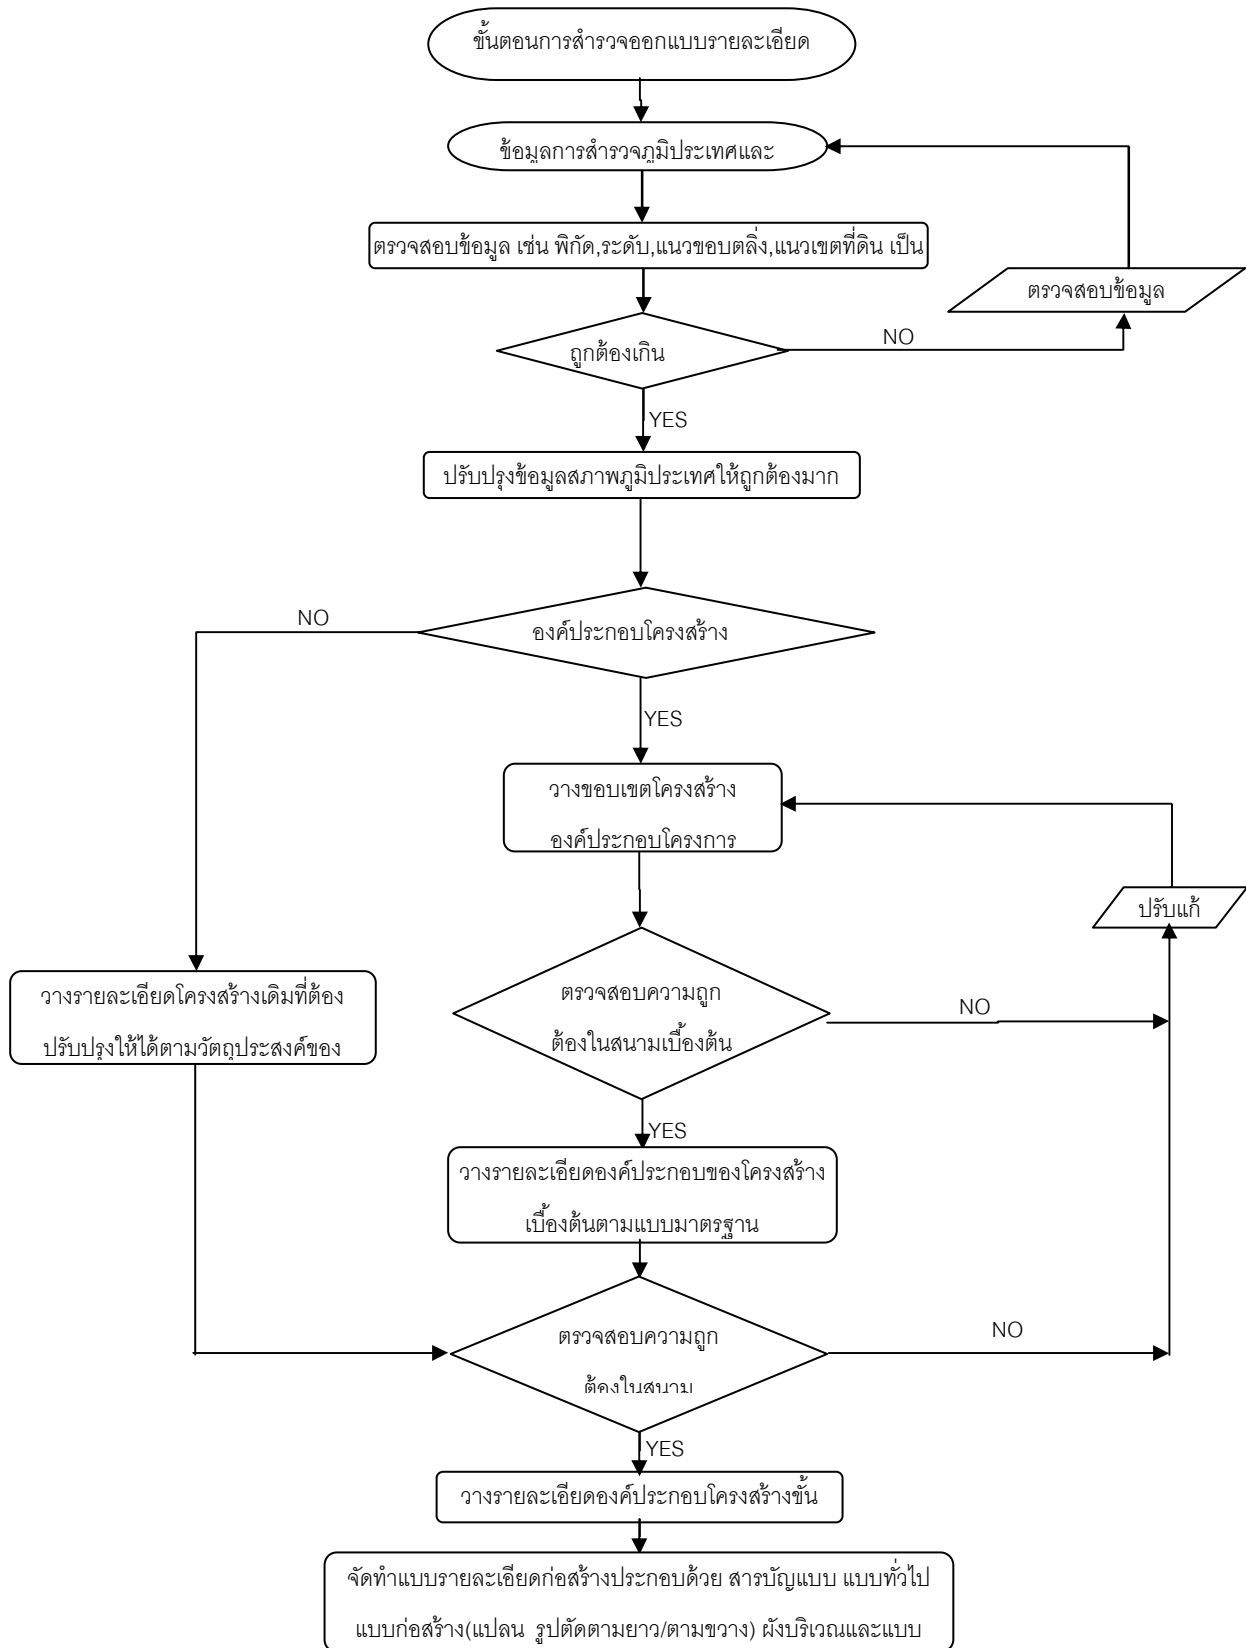 ขั้นตอนการสำรวจออกแบบรายละเอียด
ข้อมูลการสำรวจภูมิประเทศและ
ตรวจสอบข้อมูล เช่น พิกัด,ระดับ,แนวขอบตลิ่ง,แนวเขตที่ดิน เป็น
ตรวจสอบข้อมูล
ถูกต้องเกิน
NO
YES
ปรับปรุงข้อมูลสภาพภูมิประเทศให้ถูกต้องมาก
NO
องค์ประกอบโครงสร้าง
YES
วางขอบเขตโครงสร้าง
องค์ประกอบโครงการ
ปรับแก้
วางรายละเอียดโครงสร้างเดิมที่ต้อง
ปรับปรุงให้ได้ตามวัตถุประสงค์ของ
ตรวจสอบความถูก
ต้องในสนามเบื้องต้น
NO
YES
วางรายละเอียดองค์ประกอบของโครงสร้าง
เบื้องต้นตามแบบมาตรฐาน
ตรวจสอบความถูก
ต้องในสนาม
NO
YES
วางรายละเอียดองค์ประกอบโครงสร้างขั้น
จัดทำแบบรายละเอียดก่อสร้างประกอบด้วย สารบัญแบบ แบบทั่วไป
แบบก่อสร้าง(แปลน รูปตัดตามยาว/ตามขวาง) ผังบริเวณและแบบ